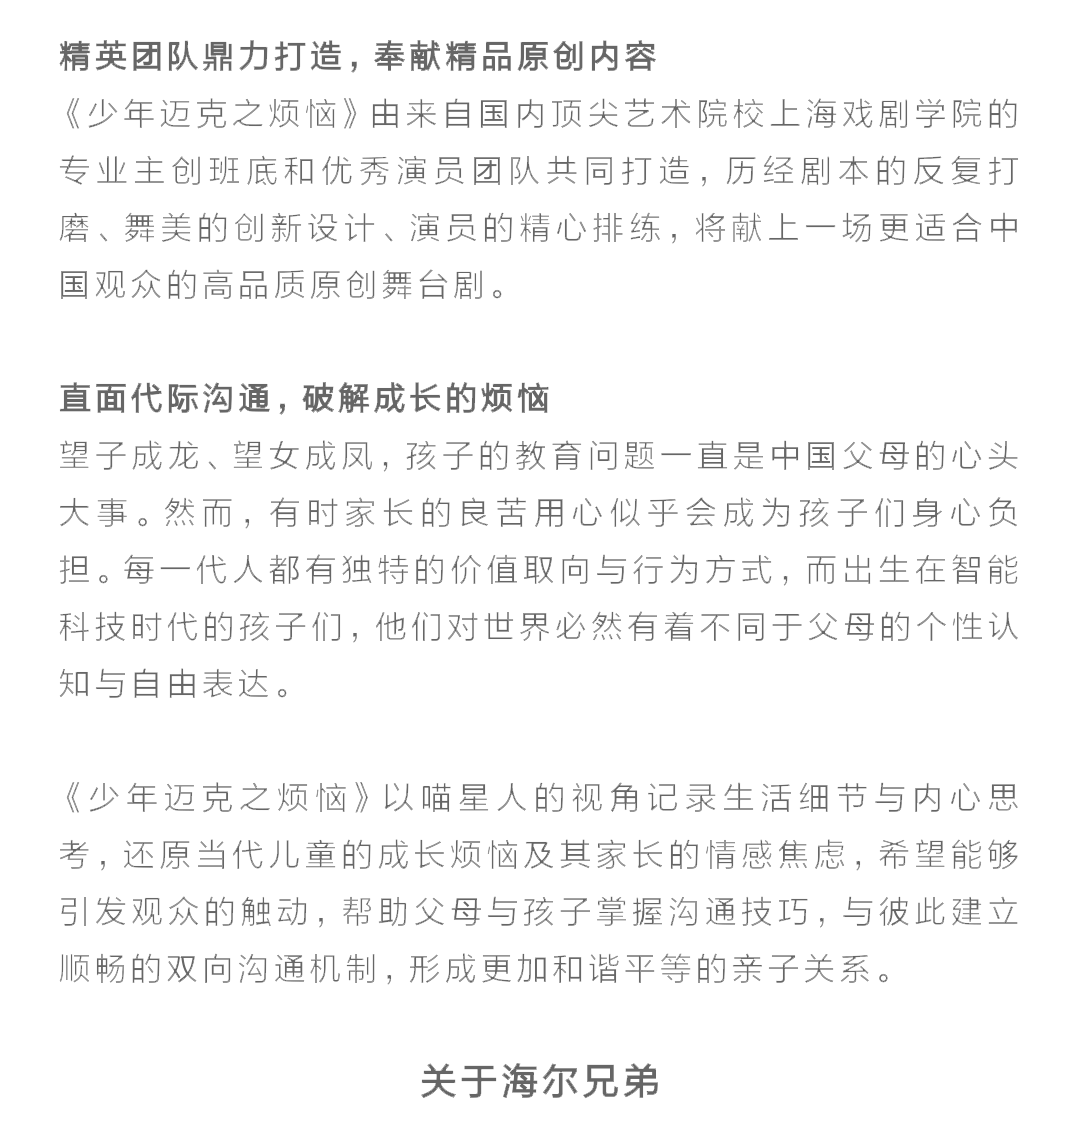 精英团队鼎力打造，奉献精品原创内容
《少年迈克之烦恼》由来自国内顶尖艺术院校上海戏剧学院的
专业主创班底和优秀演员团队共同打造，历经剧本的反复打
磨、舞美的创新设计、演员的精心排练，将献上一场更适合中
国观众的高品质原创舞台剧。
直面代际沟通，破解成长的烦恼
望子成龙、望女成凤，孩子的教育问题一直是中国父母的心头
大事。然而，有时家长的良苦用心似乎会成为孩子们身心负
担。每一代人都有独特的价值取向与行为方式，而出生在智能
科技时代的孩子们，他们对世界必然有着不同于父母的个性认
知与自由表达。
《少年迈克之烦恼》以喵星人的视角记录生活细节与内心思
考，还原当代儿童的成长烦恼及其家长的情感焦虑，希望能够
引发观众的触动，帮助父母与孩子掌握沟通技巧，与彼此建立
顺畅的双向沟通机制，形成更加和谐平等的亲子关系。
关于海尔兄弟